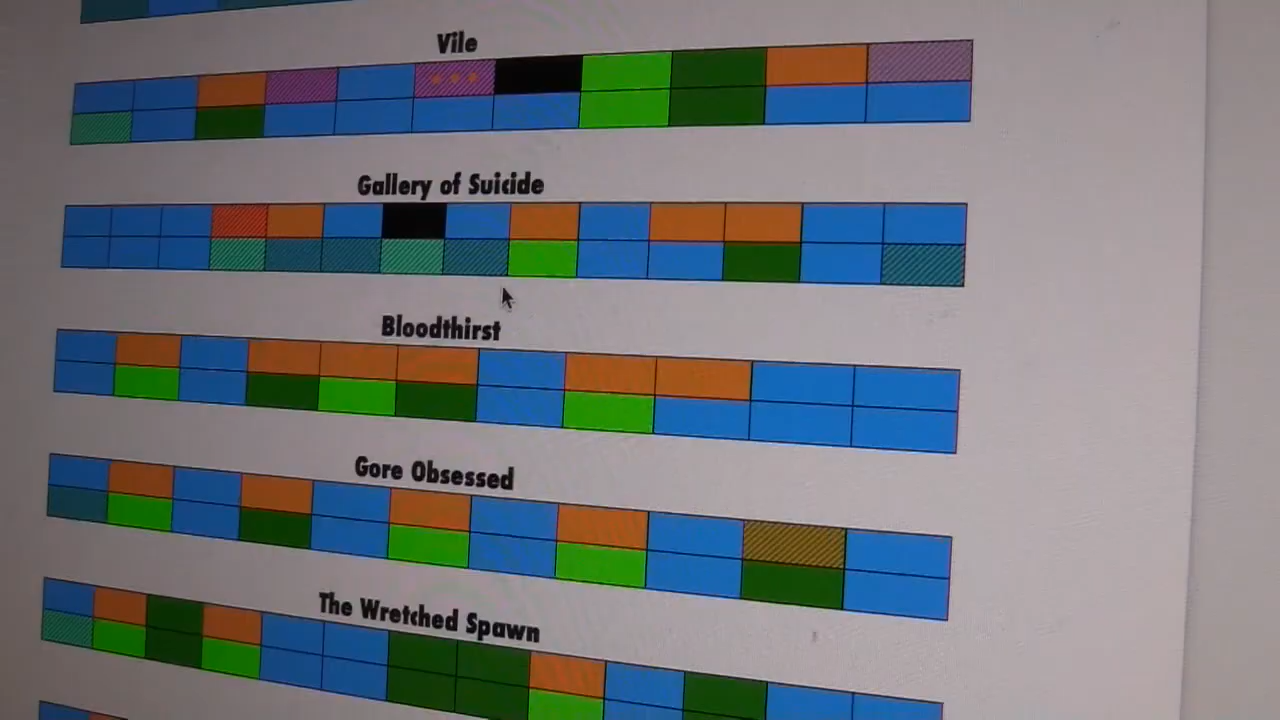 Vile
Gallery of Suicide
Bloodthirst
Gore Obsessed
The Wretched Spawn